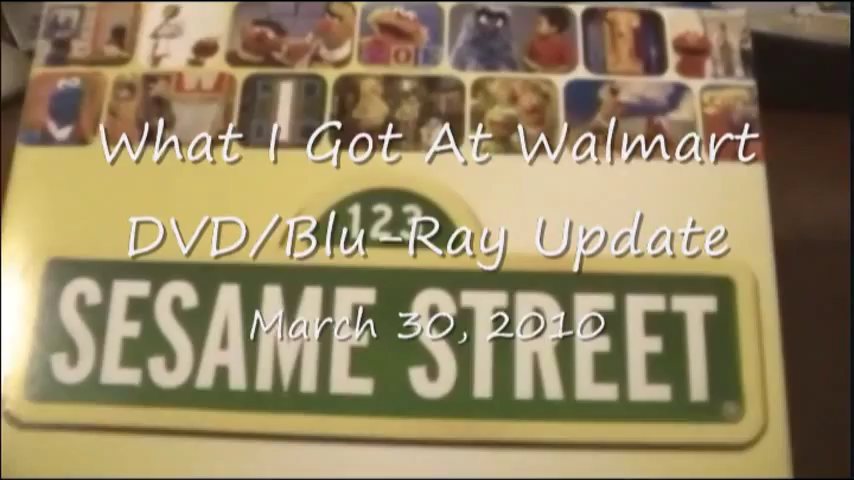 What I Got At Walmart
DVD/Blu-Ray Update
March 30, 2010
123
SESAME STREET